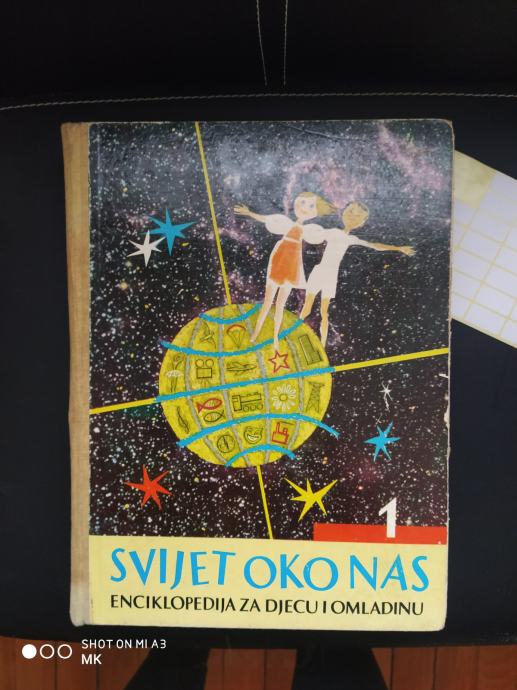 1
SVIJET OKO NAS
ENCIKLOPEDIJA ZA DJECU I OMLADINU
SHOT ON MI A3
MK